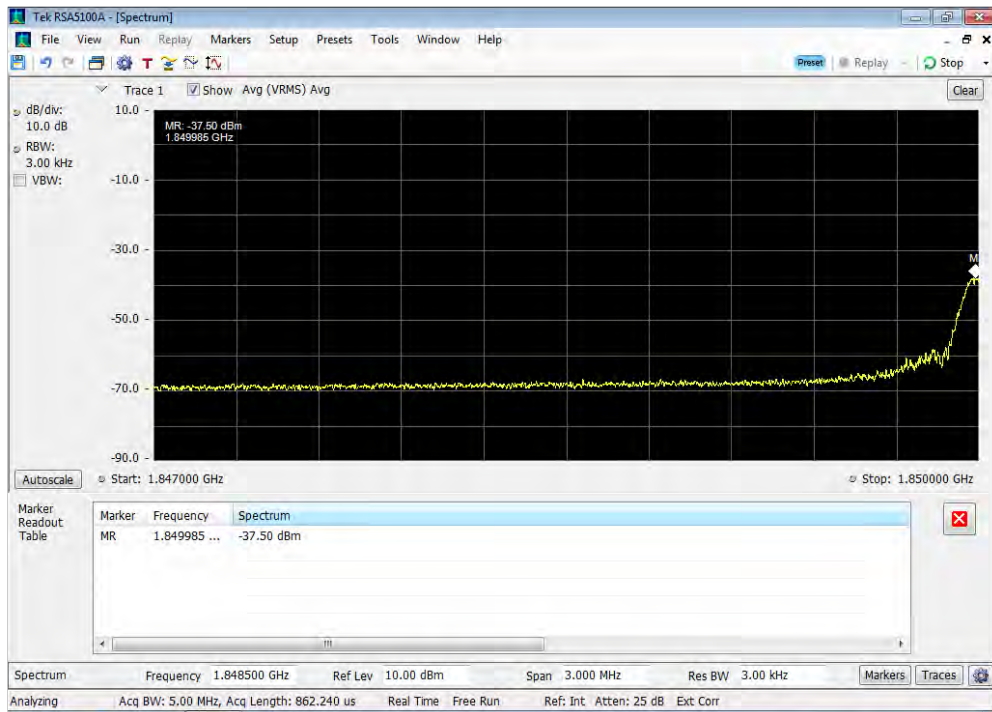 Tek RSA5100A - [Spectrum]
File View Run Replay Markers Setup Presets Tools Window Help
T Preset Replay Stop
Trace 1 Show Avg (VRMS) Avg Clear
dB/div:
10.0 dB
RBW:
3.00 kHz
VBW:
10.0
-10.0
-30.0
-50.0
-70.0
-90.0
MR: -37.50 dBm
1.849985 GHz
M
Autoscale Start: 1.847000 GHz Stop: 1.850000 GHz
Marker
Readout
Table
Marker Frequency Spectrum
MR 1.849985 ... -37.50 dBm
Spectrum Frequency 1.848500 GHz Ref Lev 10.00 dBm Span 3.000 MHz Res BW 3.00 kHz Markers Traces
Analyzing Acq BW: 5.00 MHz, Acq Length: 862.240 us Real Time Free Run Ref: Int Atten: 25 dB Ext Corr